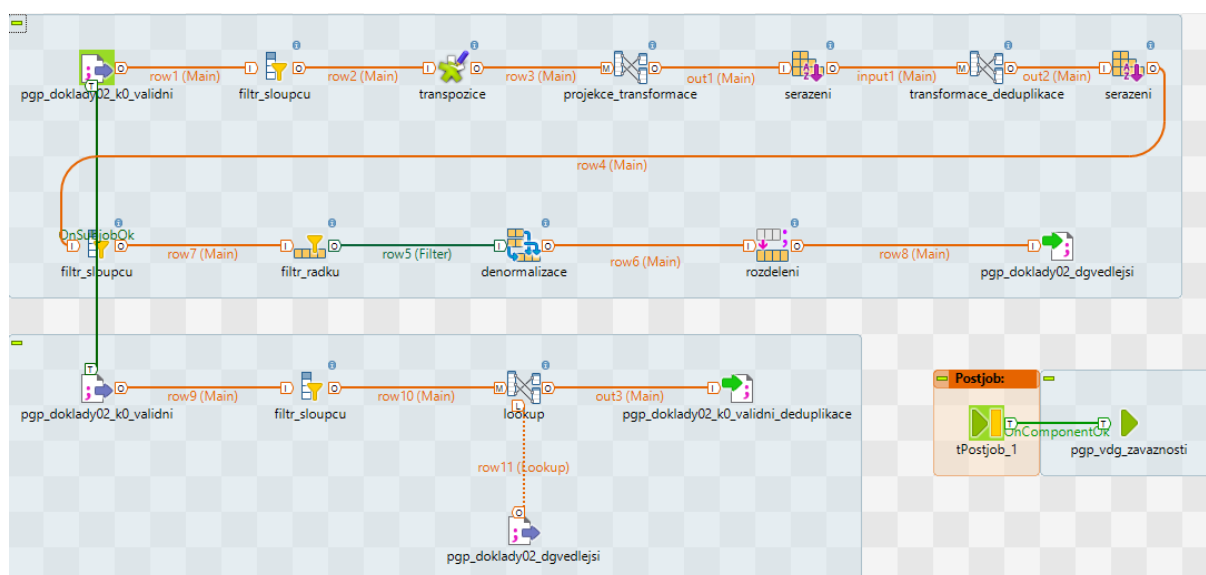 row1 (Main)
row2 (Main)
row3 (Main)
out1 (Main)
input1 (Main)
out2 (Main)
pgp_doklady02_k0_validni
filtr_sloupcu
transpozice
projekce_transformace
serazeni
transformace_deduplikace
serazeni
row4 (Main)
OnSubjobOk
row7 (Main)
row5 (Filter)
row6 (Main)
row8 (Main)
filtr_sloupcu
filtr_radku
denormalizace
rozdeleni
pgp_doklady02_dgvedlejsi
row9 (Main)
row10 (Main)
out3 (Main)
pgp_doklady02_k0_validni
filtr_sloupcu
lookup
pgp_doklady02_k0_validni_deduplikace
row11 (Lookup)
pgp_doklady02_dgvedlejsi
Postjob:
OnComponentOk
tPostjob_1
pgp_vdg_zavaznosti